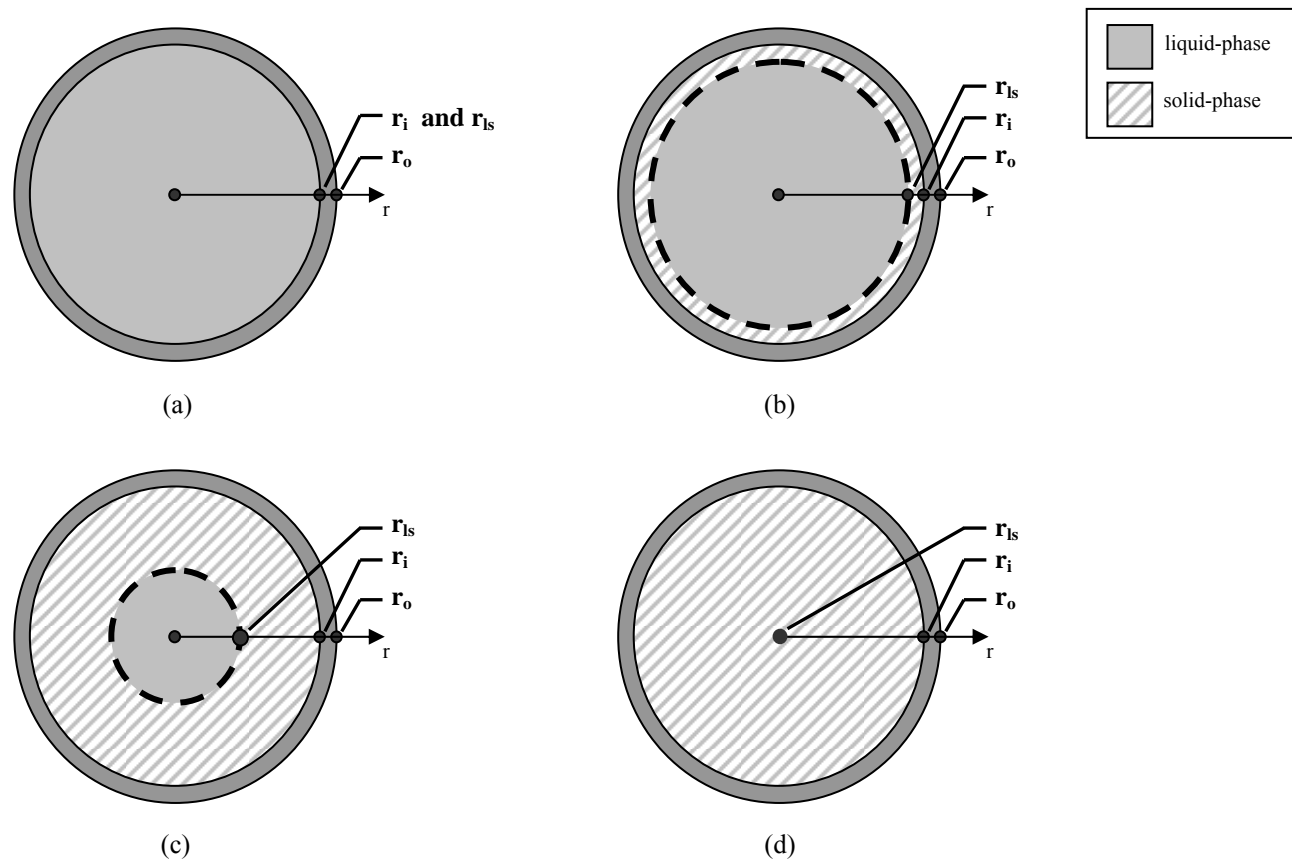 r_i and r_ls
r_o
r
(a)
r_ls
r_i
r_o
r
(b)
liquid-phase
solid-phase
r_ls
r_i
r_o
r
(c)
r_ls
r_i
r_o
r
(d)